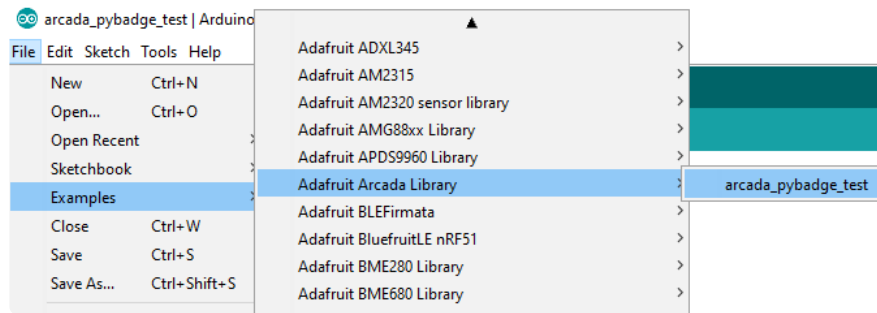 arcada_pybadge_test | Arduino
File Edit Sketch Tools Help
New Ctrl+N
Open... Ctrl+O
Open Recent
Sketchbook
Examples
Close Ctrl+W
Save Ctrl+S
Save As... Ctrl+Shift+S
Adafruit ADXL345
Adafruit AM2315
Adafruit AM2320 sensor library
Adafruit AMG88xx Library
Adafruit APDS9960 Library
Adafruit Arcada Library
Adafruit BLEFirmata
Adafruit BluefruitLE nRF51
Adafruit BME280 Library
Adafruit BME680 Library
arcada_pybadge_test